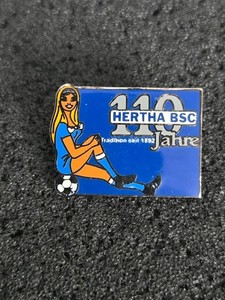 110
HERTHA BSC
Tradition seit 1892
Jahre